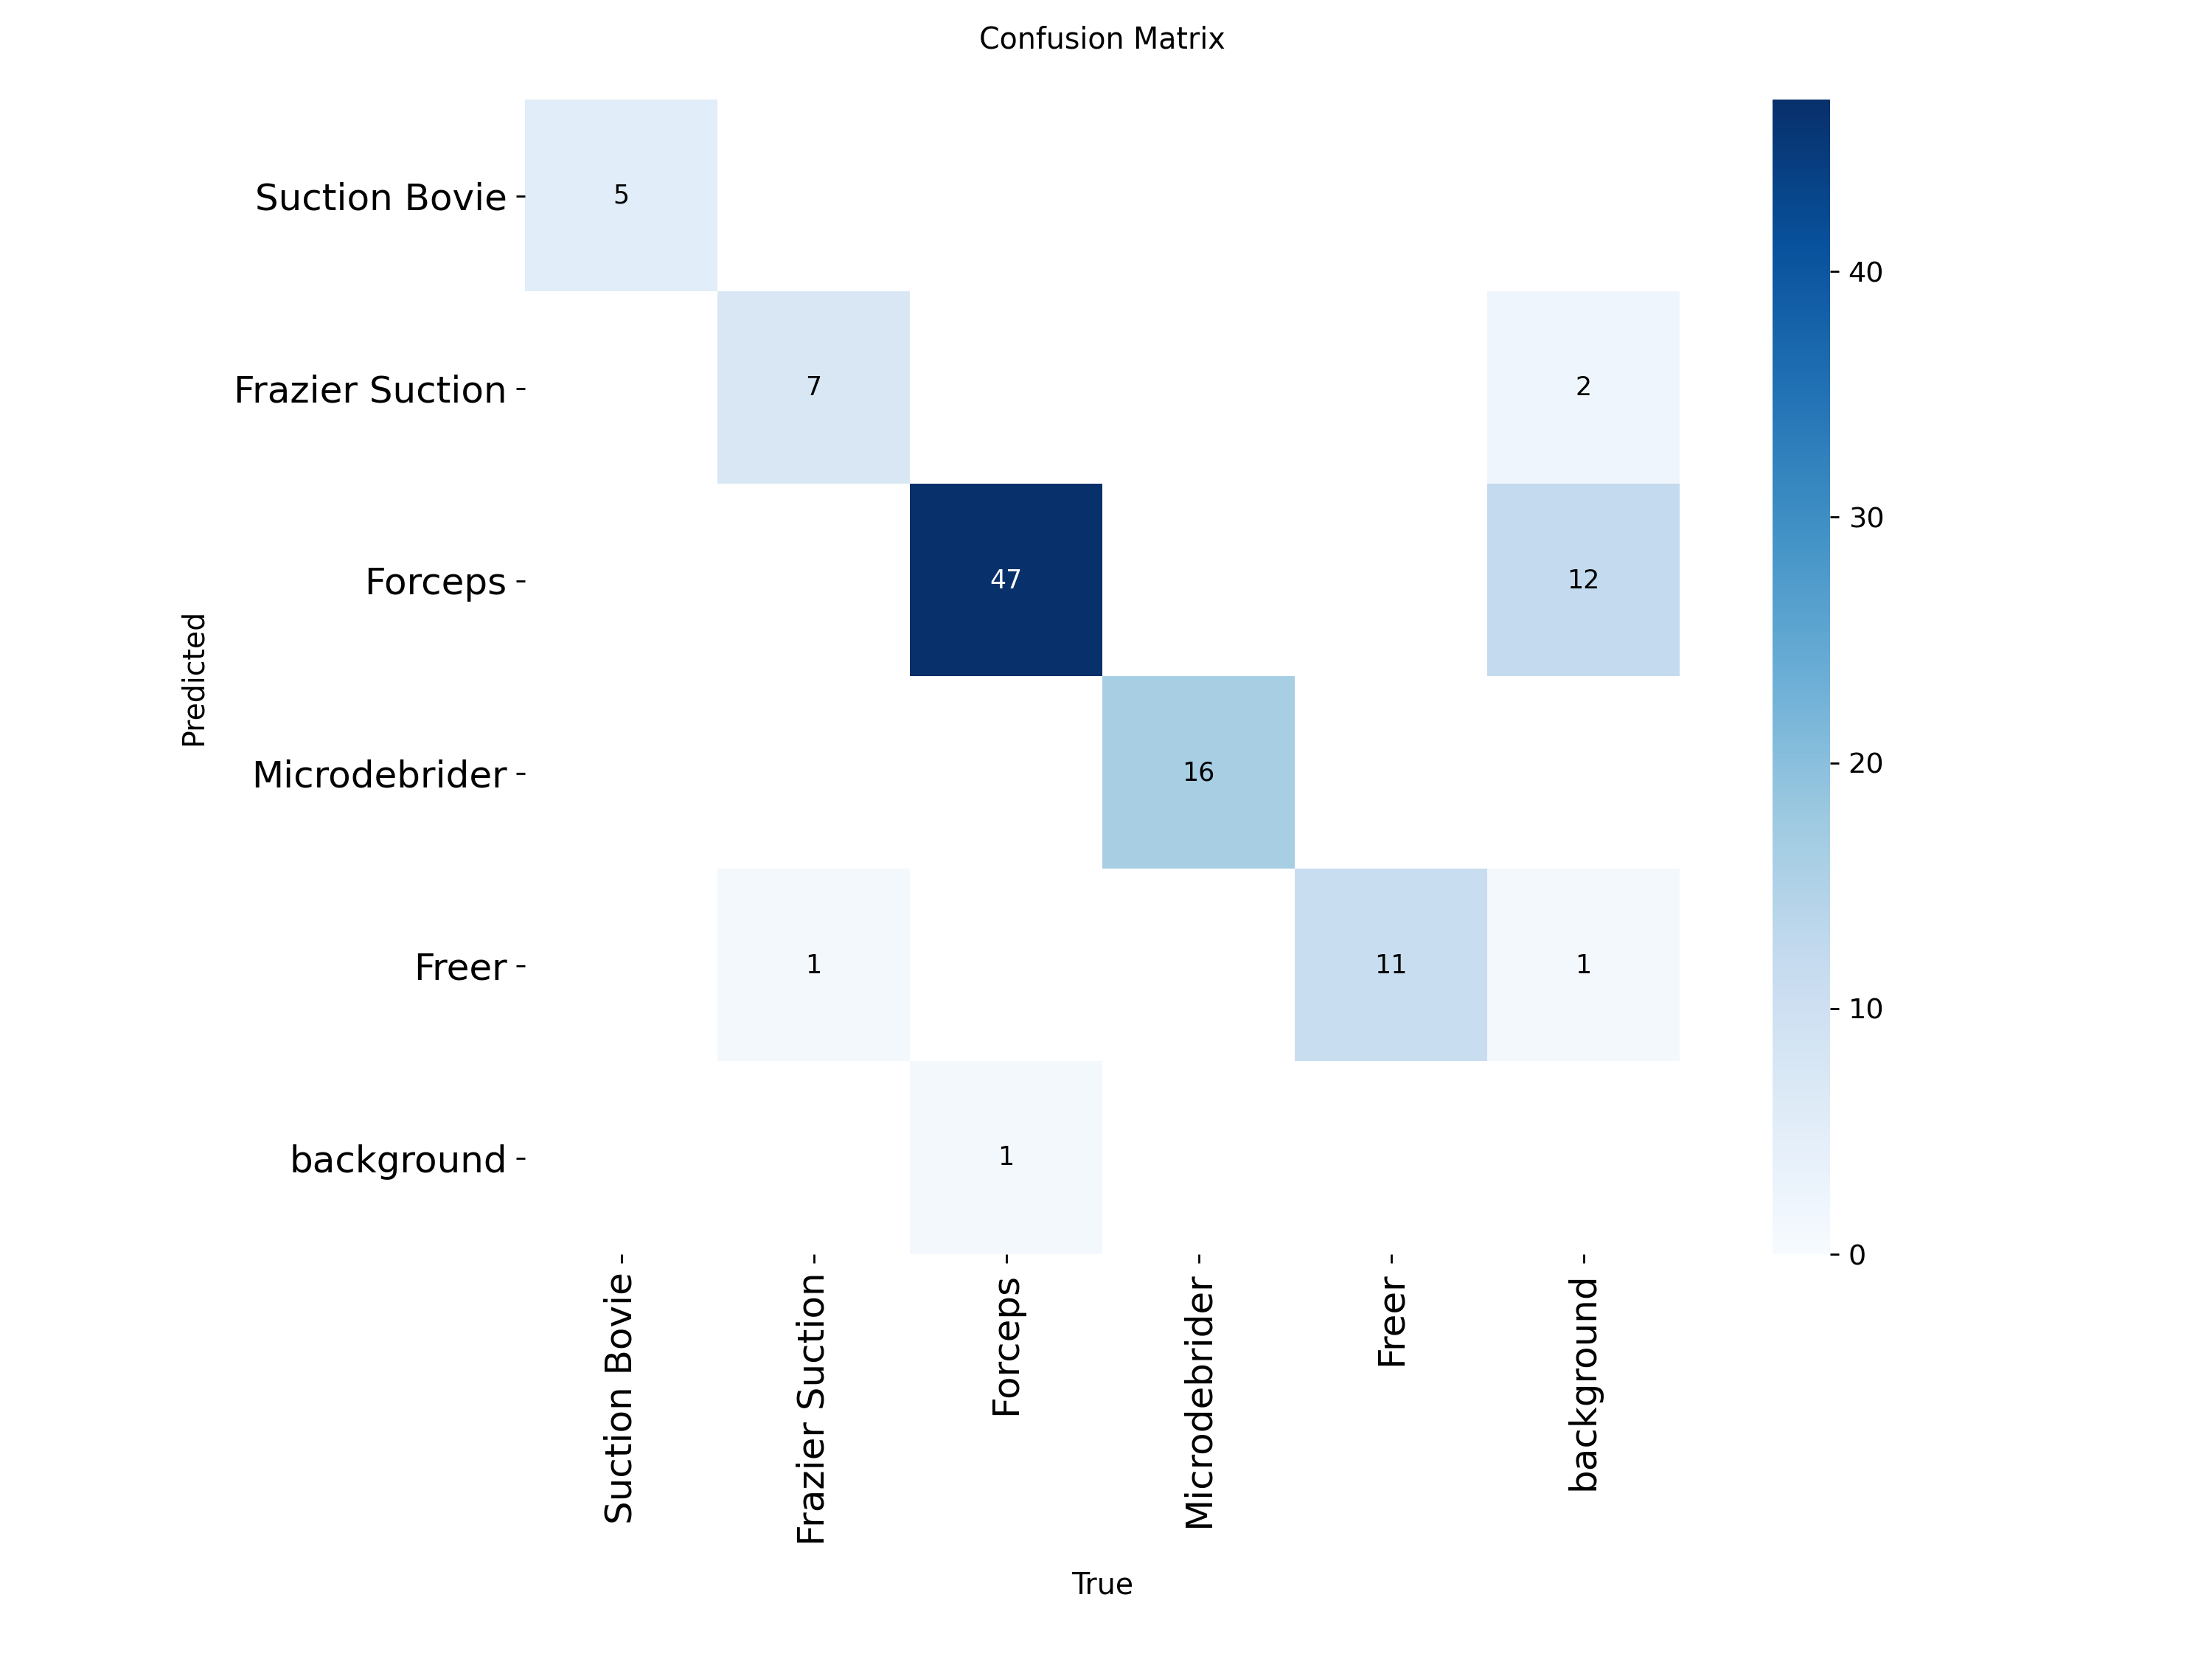 Confusion Matrix
Suction Bovie
5
Frazier Suction
7
2
40
Forceps
47
12
30
Predicted
Microdebrider
16
20
Freer
1
11
1
10
background
1
0
Suction Bovie
Frazier Suction
Forceps
Microdebrider
Freer
background
True